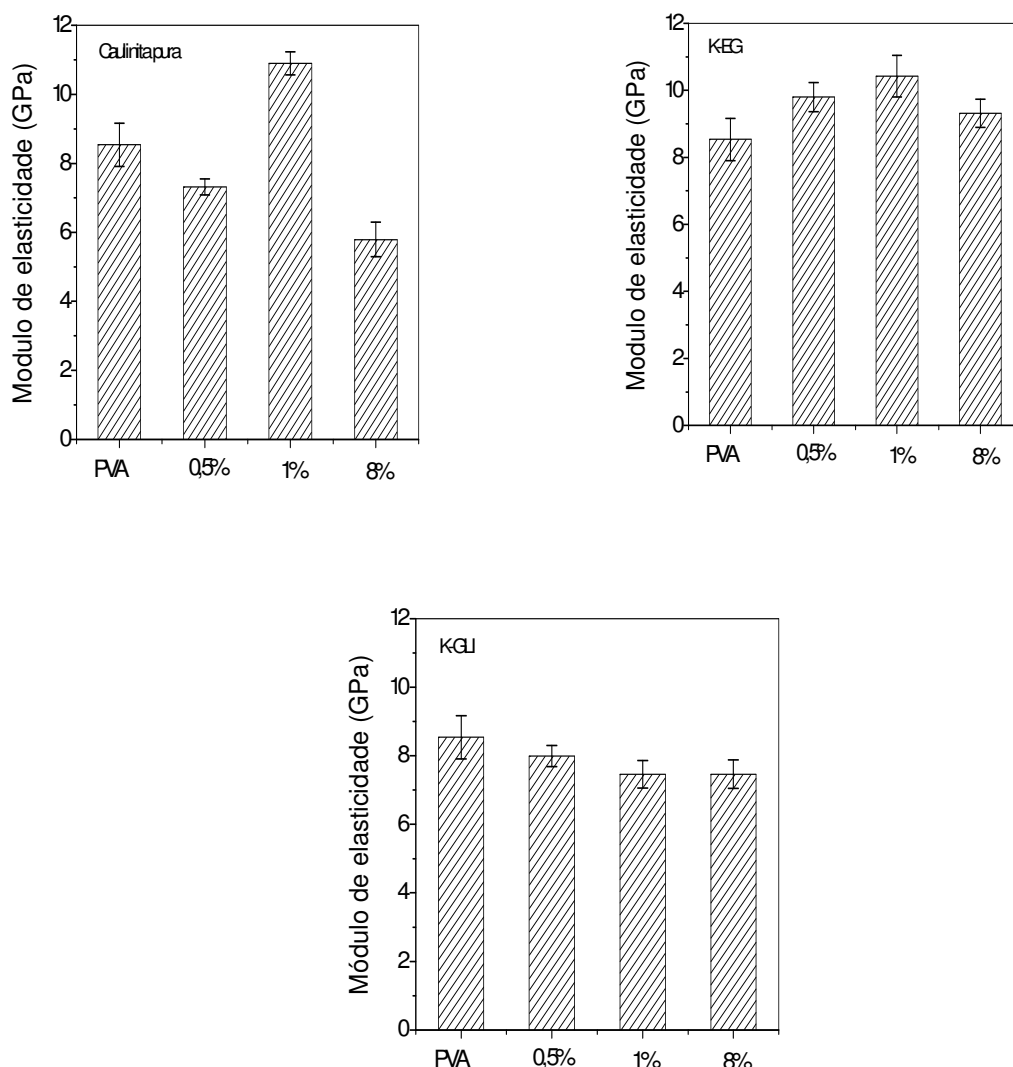 Caulinita pura
Modulo de elasticidade (GPa)
12
10
8
6
4
2
0
PVA 0,5% 1% 8%
K-EG
Modulo de elasticidade (GPa)
12
10
8
6
4
2
0
PVA 0,5% 1% 8%
K-GLI
Módulo de elasticidade (GPa)
12
10
8
6
4
2
0
PVA 0,5% 1% 8%